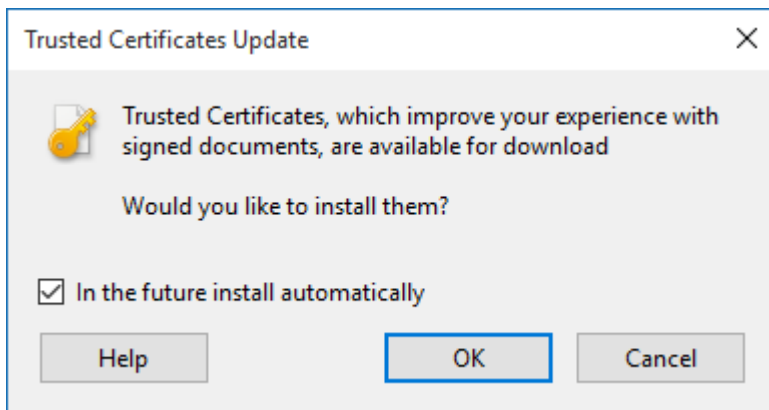 Trusted Certificates Update
Trusted Certificates, which improve your experience with
signed documents, are available for download
Would you like to install them?
In the future install automatically
Help
OK
Cancel